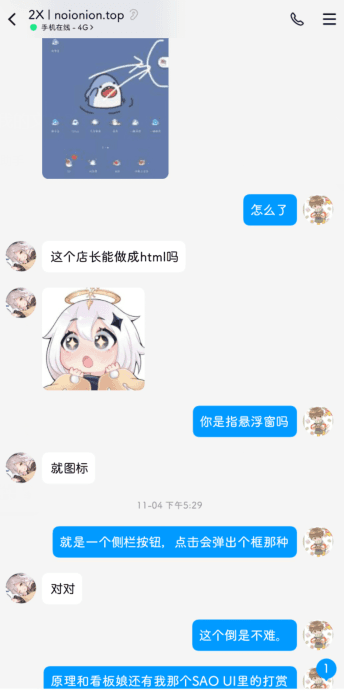 2X | noionion.top
手机在线 - 4G >
怎么了
这个店长能做成html吗
你是指悬浮窗吗
就图标
11-04 下午5:29
就是一个侧栏按钮，点击会弹出个框那种
对对
这个倒是不难。
1
原理和看板娘还有我那个SAO UI里的打赏